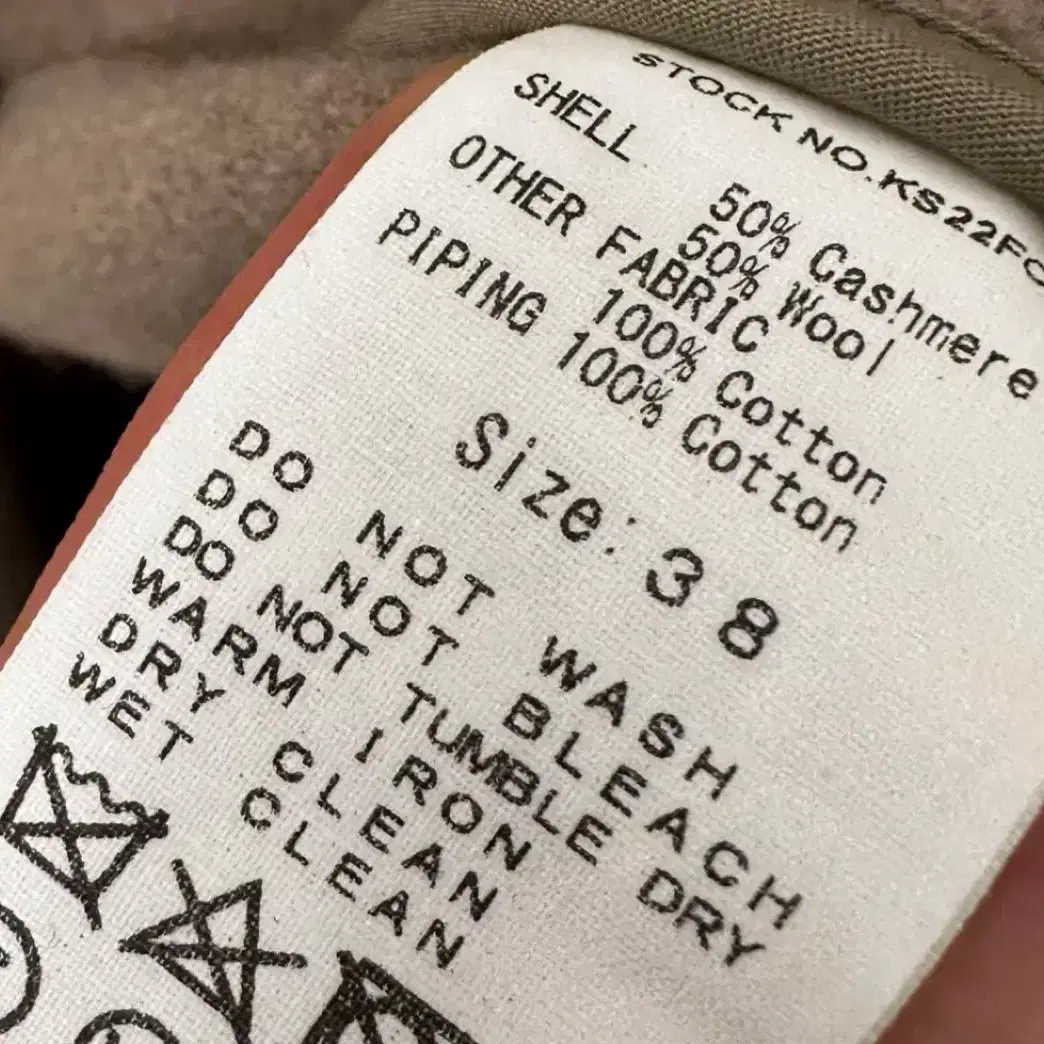 STOCK NO.KS22FC
SHELL
50% Cashmere
50% Wool
OTHER FABRIC
100% Cotton
PIPING 100% Cotton
Size: 38
DO NOT WASH
DO NOT BLEACH
DO NOT TUMBLE DRY
WARM IRON
DRY CLEAN
WET CLEAN